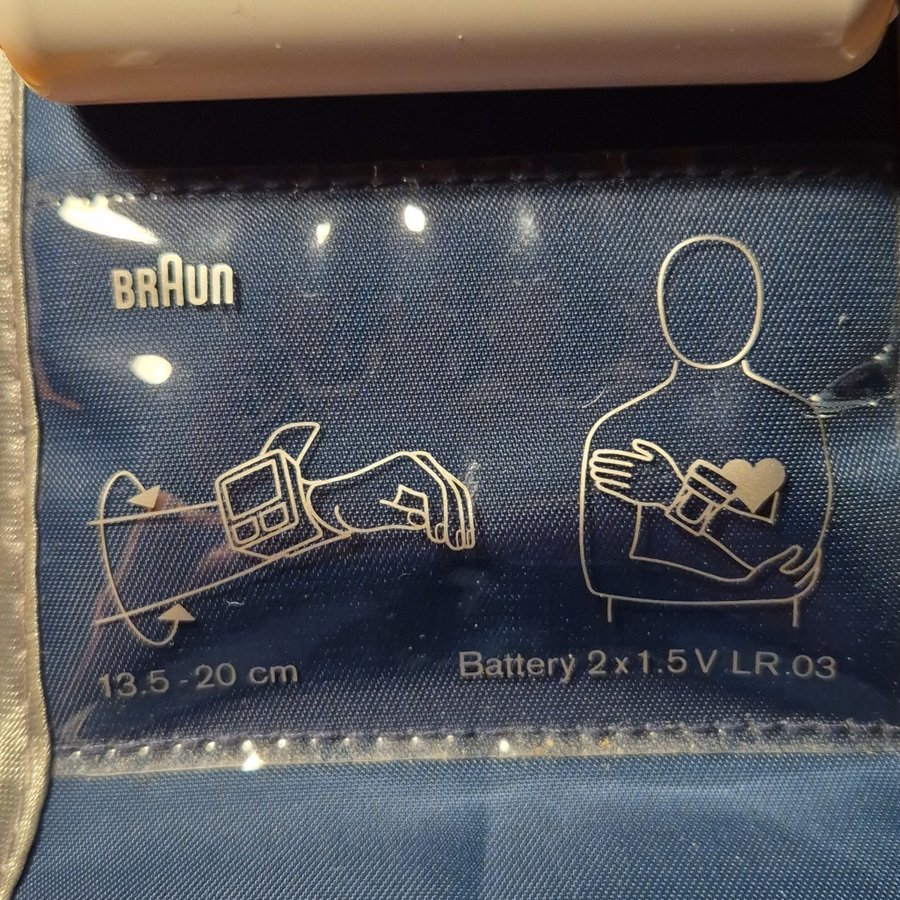 BRAUN
13.5 - 20 cm
Battery 2 x 1.5 V LR 03